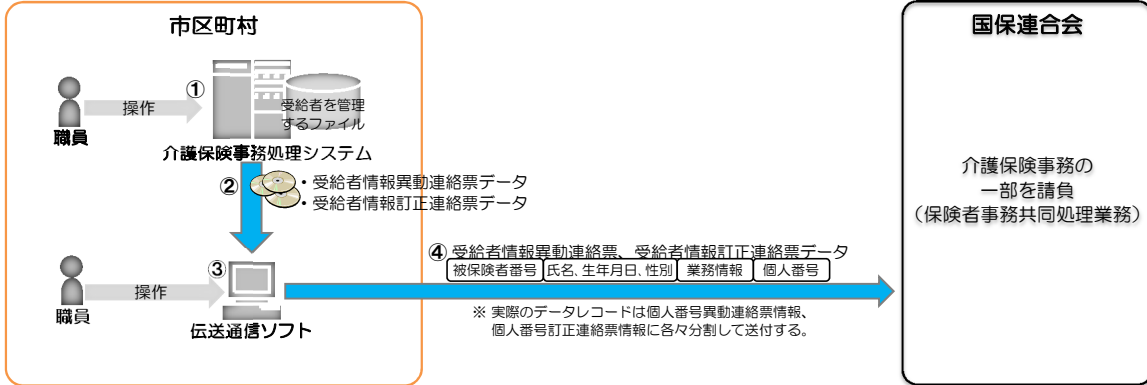 市区町村
国保連合会
①
操作
職員
受給者を管理
するファイル
介護保険事務処理システム
②
・受給者情報異動連絡票データ
・受給者情報訂正連絡票データ
介護保険事務の
一部を請負
（保険者事務共同処理業務）
③
操作
職員
伝送通信ソフト
④ 受給者情報異動連絡票、受給者情報訂正連絡票データ
被保険者番号 氏名、生年月日、性別 業務情報 個人番号
※ 実際のデータレコードは個人番号異動連絡票情報、
個人番号訂正連絡票情報に各々分割して送付する。